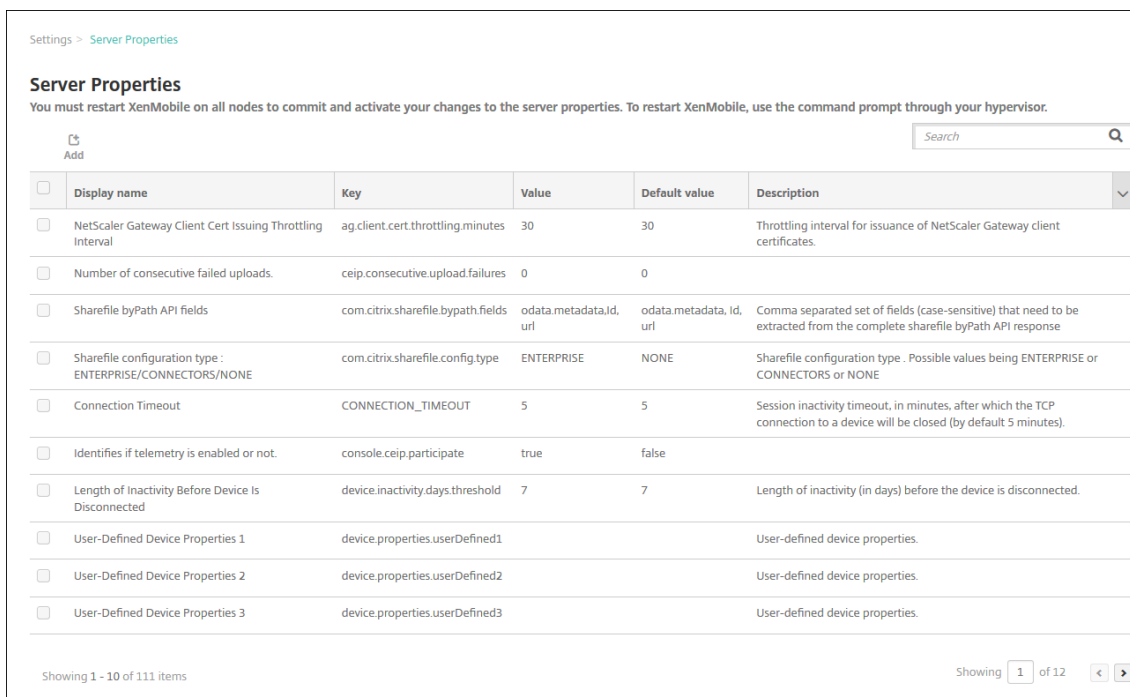 Settings > Server Properties
Server Properties
You must restart XenMobile on all nodes to commit and activate your changes to the server properties. To restart XenMobile, use the command prompt through your hypervisor.
Add
Search
Display name Key Value Default value Description
NetScaler Gateway Client Cert Issuing Throttling ag.client.cert.throttling.minutes 30 30 Throttling interval for issuance of NetScaler Gateway client
Interval certificates.
Number of consecutive failed uploads. ceip.consecutive.upload.failures 0 0
Sharefile byPath API fields com.citrix.sharefile.bypath.fields odata.metadata,Id, odata.metadata, Id, Comma separated set of fields (case-sensitive) that need to be
url url extracted from the complete sharefile byPath API response
Sharefile configuration type : com.citrix.sharefile.config.type ENTERPRISE NONE Sharefile configuration type . Possible values being ENTERPRISE or
ENTERPRISE/CONNECTORS/NONE CONNECTORS or NONE
Connection Timeout CONNECTION_TIMEOUT 5 5 Session inactivity timeout, in minutes, after which the TCP
connection to a device will be closed (by default 5 minutes).
Identifies if telemetry is enabled or not. console.ceip.participate true false
Length of Inactivity Before Device Is device.inactivity.days.threshold 7 7 Length of inactivity (in days) before the device is disconnected.
Disconnected
User-Defined Device Properties 1 device.properties.userDefined1 User-defined device properties.
User-Defined Device Properties 2 device.properties.userDefined2 User-defined device properties.
User-Defined Device Properties 3 device.properties.userDefined3 User-defined device properties.
Showing 1 - 10 of 111 items Showing 1 of 12 < >